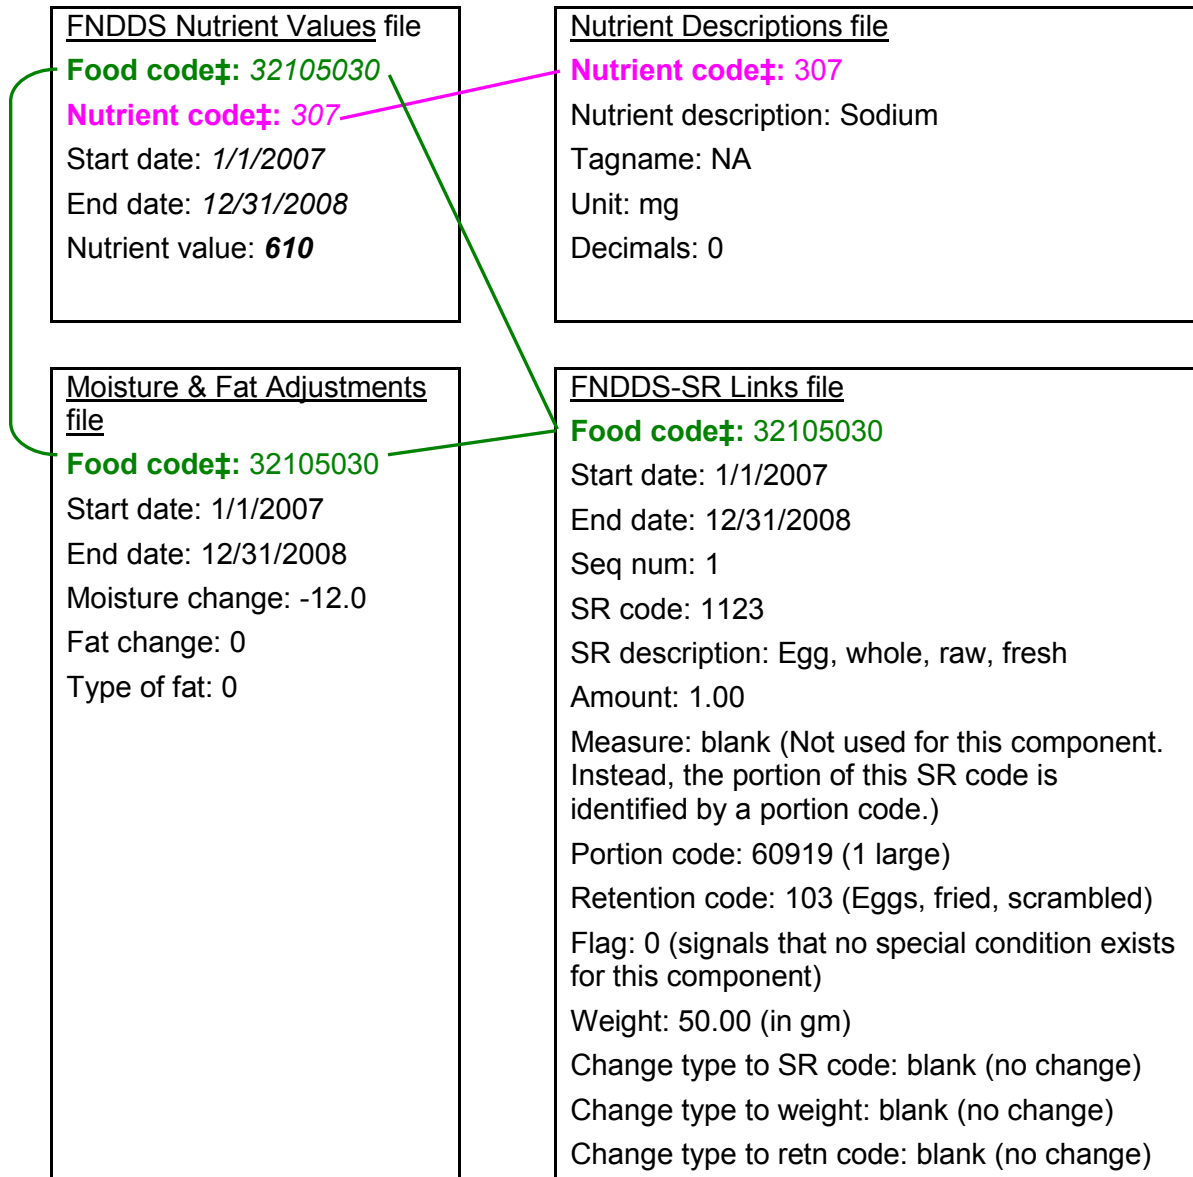 FNDDS Nutrient Values file
Food code‡: 32105030
Nutrient code‡: 307
Start date: 1/1/2007
End date: 12/31/2008
Nutrient value: 610
Nutrient Descriptions file
Nutrient code‡: 307
Nutrient description: Sodium
Tagname: NA
Unit: mg
Decimals: 0
Moisture & Fat Adjustments
file
Food code‡: 32105030
Start date: 1/1/2007
End date: 12/31/2008
Moisture change: -12.0
Fat change: 0
Type of fat: 0
FNDDS-SR Links file
Food code‡: 32105030
Start date: 1/1/2007
End date: 12/31/2008
Seq num: 1
SR code: 1123
SR description: Egg, whole, raw, fresh
Amount: 1.00
Measure: blank (Not used for this component.
Instead, the portion of this SR code is
identified by a portion code.)
Portion code: 60919 (1 large)
Retention code: 103 (Eggs, fried, scrambled)
Flag: 0 (signals that no special condition exists
for this component)
Weight: 50.00 (in gm)
Change type to SR code: blank (no change)
Change type to weight: blank (no change)
Change type to retn code: blank (no change)